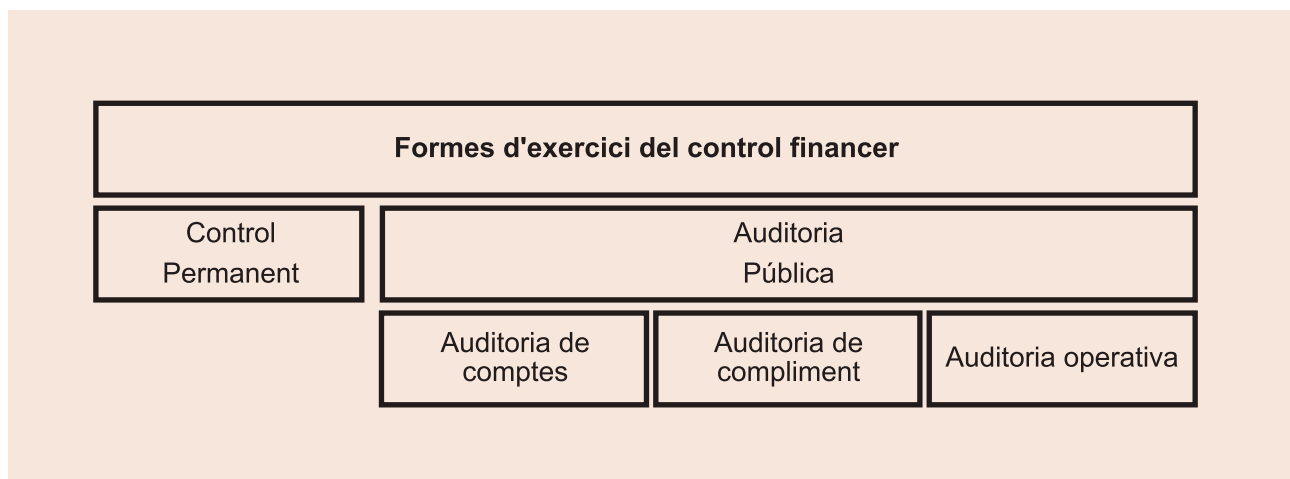 Formes d'exercici del control financer
Control
Permanent
Auditoria
Pública
Auditoria de
comptes
Auditoria de
compliment
Auditoria operativa